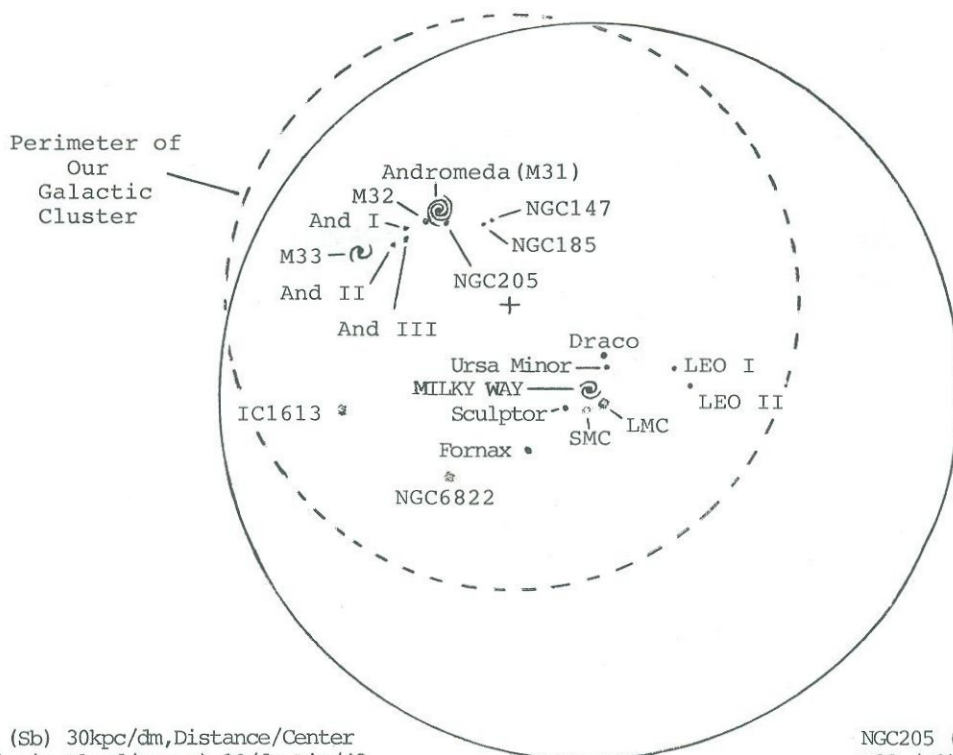 Perimeter of
Our
Galactic
Cluster
Andromeda (M31)
M32
And I
M33
And II
And III
NGC147
NGC185
NGC205
Draco
Ursa Minor
MILKY WAY
Sculptor
Fornax
SMC
LMC
LEO I
LEO II
IC1613
NGC6822
(Sb) 30kpc/dm,Distance/Center
NGC205 (